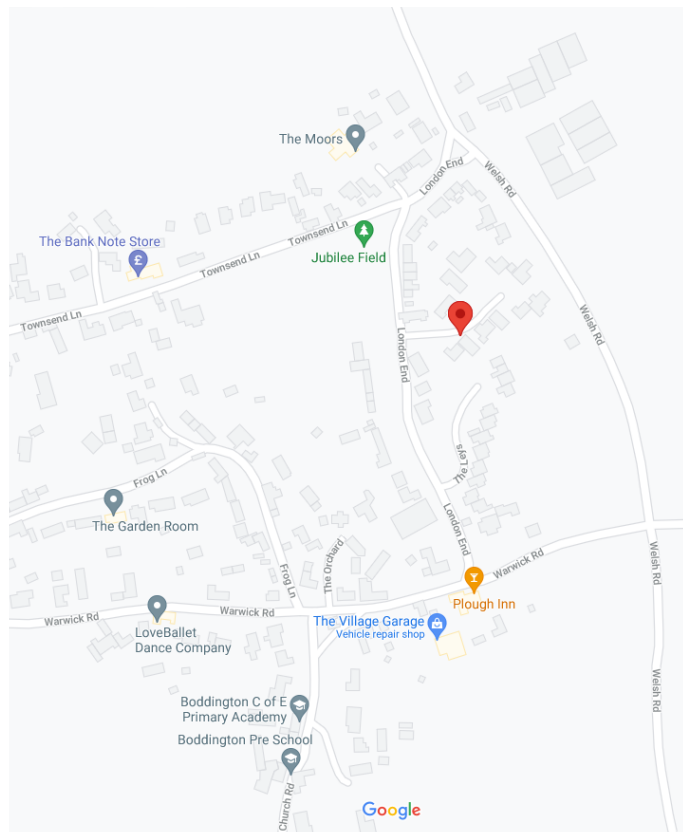 The Moors
London End
Welsh Rd
The Bank Note Store
£
Townsend Ln
Jubilee Field
Townsend Ln
Townsend Ln
Welsh Rd
London End
The Leys
Frog Ln
London End
The Garden Room
The Orchard
Frog Ln
Warwick Rd
Welsh Rd
Plough Inn
Warwick Rd
Warwick Rd
The Village Garage
Vehicle repair shop
LoveBallet
Dance Company
Welsh Rd
Boddington C of E
Primary Academy
Boddington Pre School
Church Rd
Google